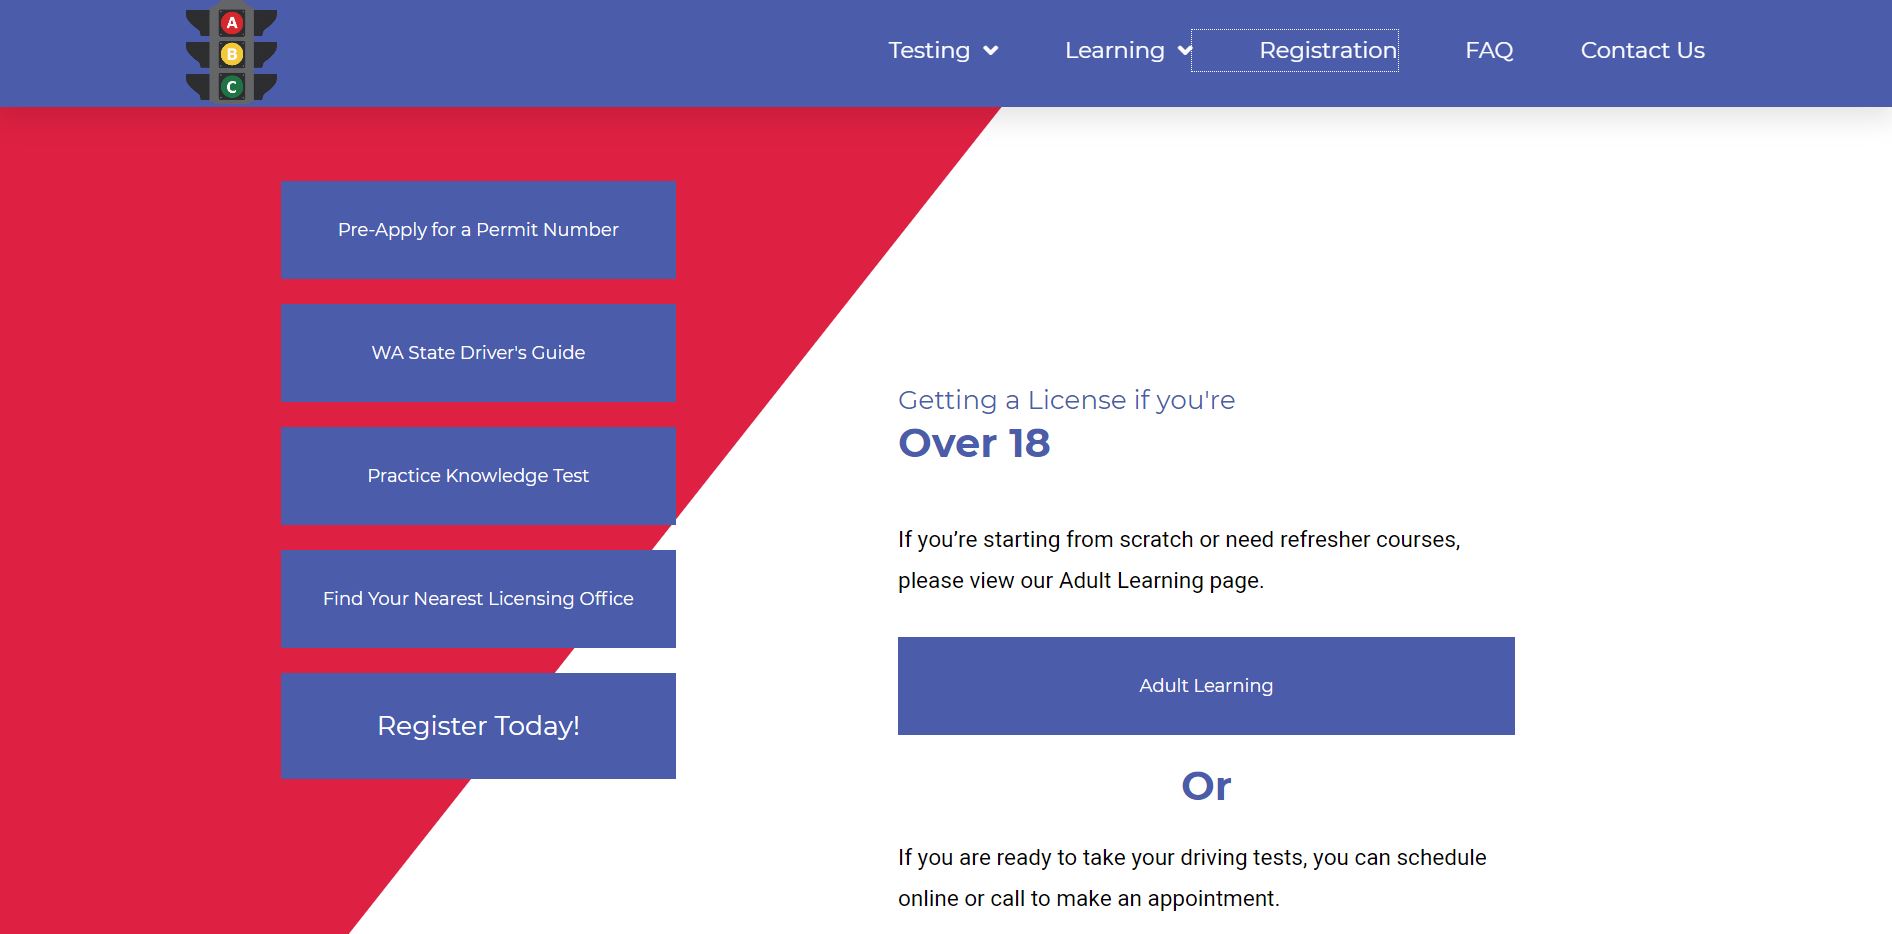 A
B
C
Testing
Learning
Registration
FAQ
Contact Us
Pre-Apply for a Permit Number
WA State Driver's Guide
Practice Knowledge Test
Find Your Nearest Licensing Office
Register Today!
Getting a License if you're
Over 18
If you’re starting from scratch or need refresher courses,
please view our Adult Learning page.
Adult Learning
Or
If you are ready to take your driving tests, you can schedule
online or call to make an appointment.